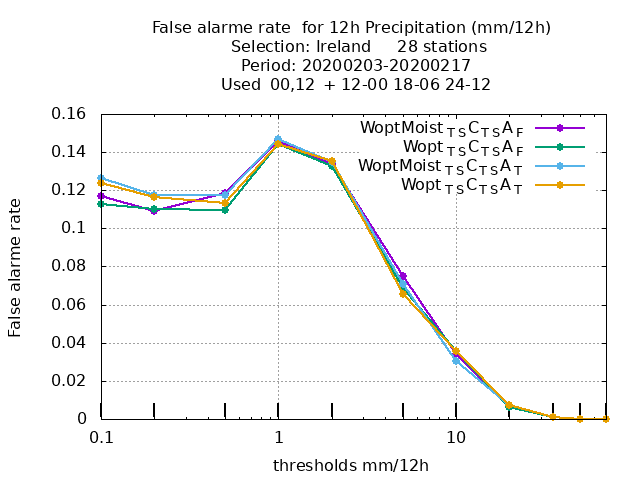 False alarme rate  for 12h Precipitation (mm/12h)
Selection: Ireland     28 stations
Period: 20200203-20200217
Used  00,12  + 12-00 18-06 24-12
WoptMoist TS C TS A F
Wopt TS C TS A F
WoptMoist TS C TS A T
Wopt TS C TS A T
False alarme rate
0.16
0.14
0.12
0.1
0.08
0.06
0.04
0.02
0
0.1 1 10
thresholds mm/12h